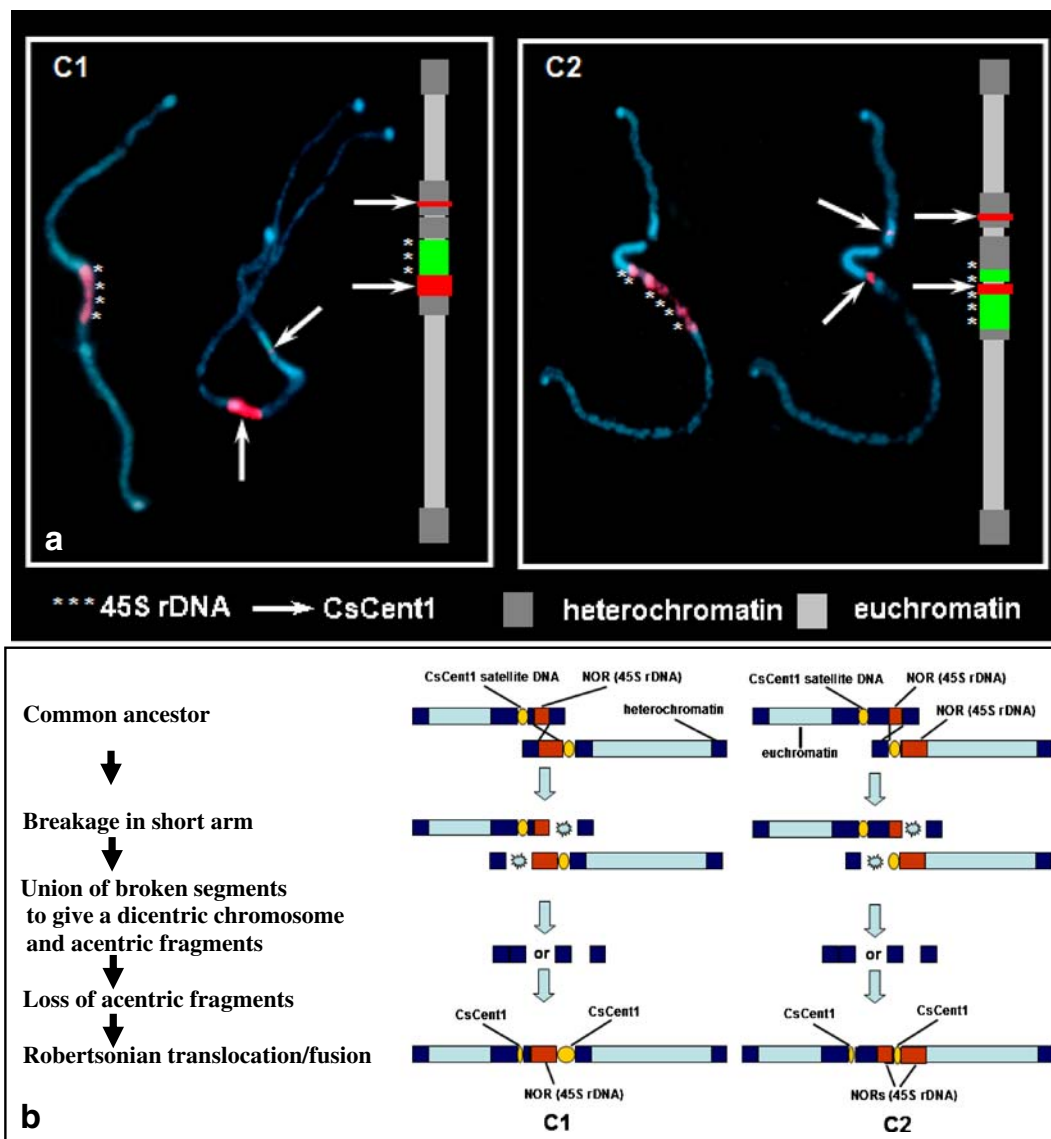 C1
C2
***
****
**
****
******
a
*** 45S rDNA → CsCent1 heterochromatin euchromatin
Common ancestor
Breakage in short arm
Union of broken segments
to give a dicentric chromosome
and acentric fragments
Loss of acentric fragments
Robertsonian translocation/fusion
CsCent1 satellite DNA NOR (45S rDNA)
heterochromatin
or
CsCent1 CsCent1
NOR (45S rDNA)
C1
CsCent1 satellite DNA NOR (45S rDNA)
NOR (45S rDNA)
euchromatin
or
CsCent1 CsCent1
NORs (45S rDNA)
C2
b